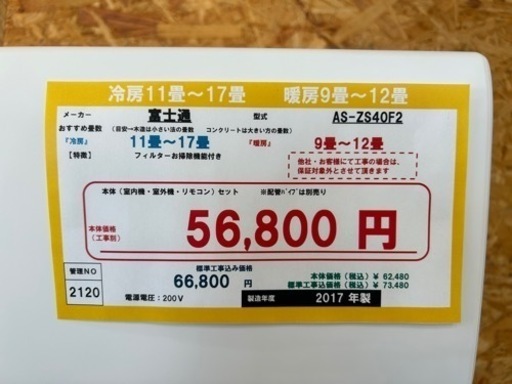 冷房11畳～17畳　暖房9畳～12畳
メーカー　富士通　型式　AS-ZS40F2
おすすめ畳数　(目安→木造は小さい法の畳数　コンクリートは大きい方の畳数)
『冷房』　11畳～17畳　『暖房』　9畳～12畳
【特徴】　フィルターお掃除機能付き
他社・お客様にて工事の場合は、
保証対象外とさせて頂きます
本体（室内機・室外機・リモコン）セット　※配管ﾊﾟｲﾌﾟは別売り
本体価格
（工事別）
56,800 円
管理NO
2120
標準工事込み価格
66,800　円
電源電圧：200V
本体価格（税込）￥62,480
標準工事込価格（税込）￥73,480
製造年度　2017 年製